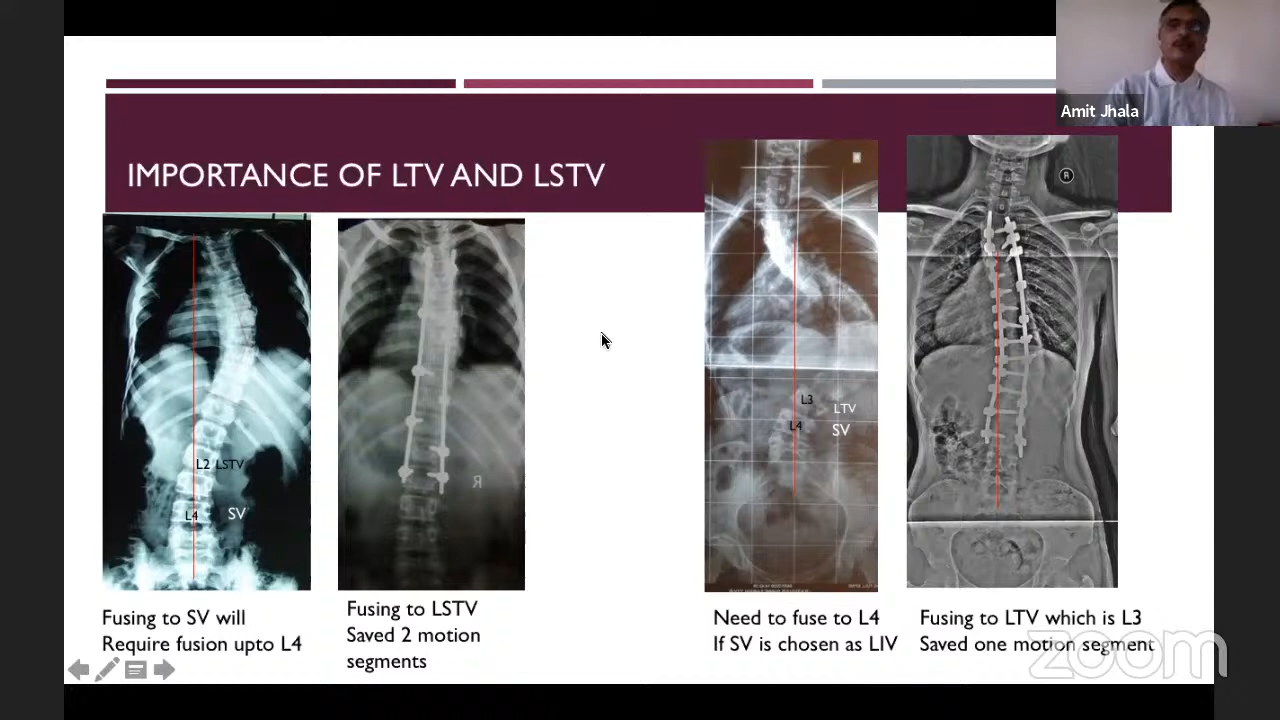 Amit Jhala
IMPORTANCE OF LTV AND LSTV
L2 LSTV
L4 SV
R
L3
LTV
L4
SV
R
Fusing to SV will
Require fusion upto L4
Fusing to LSTV
Saved 2 motion
segments
Need to fuse to L4
If SV is chosen as LIV
Fusing to LTV which is L3
Saved one motion segment
zoom